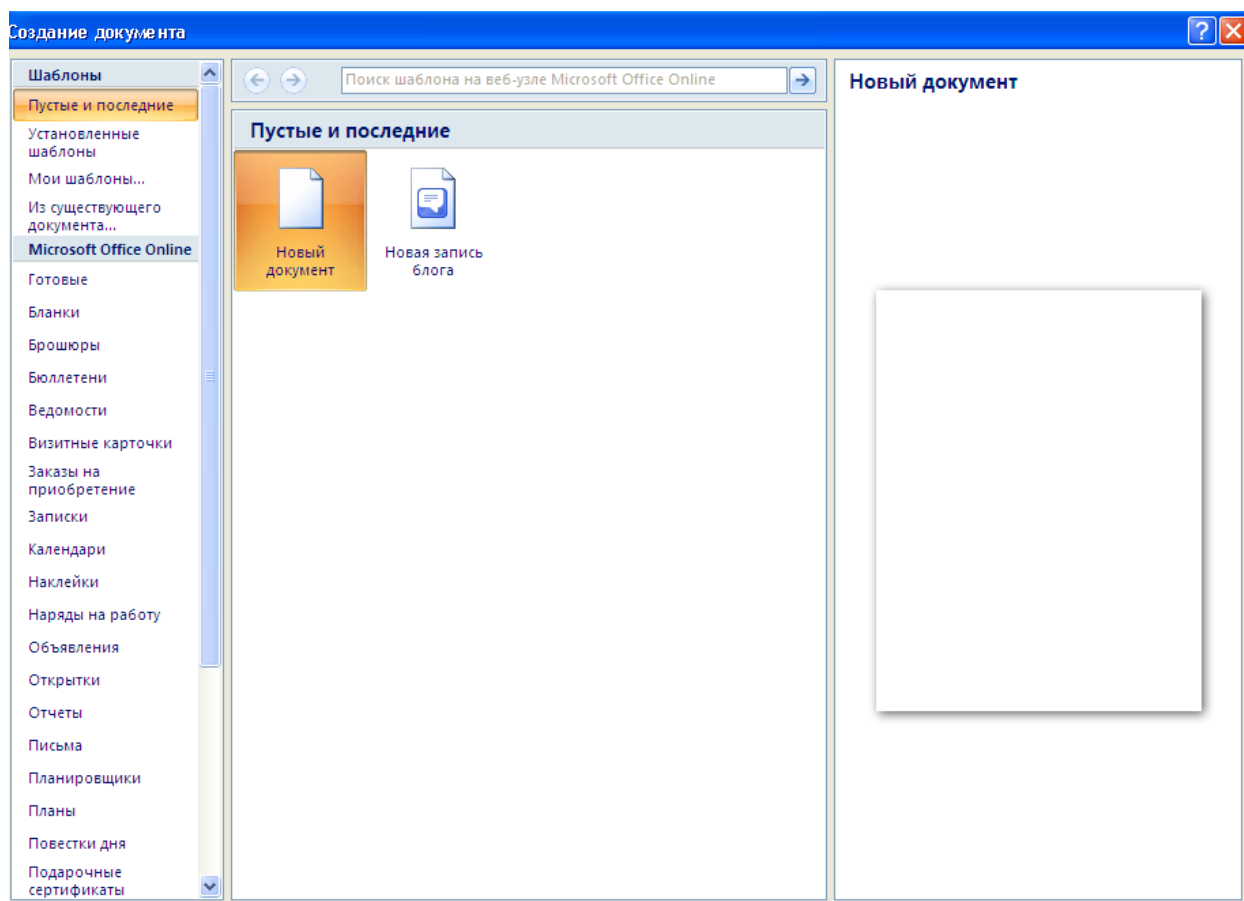 Создание документа
Шаблоны
Пустые и последние
Установленные
шаблоны
Мои шаблоны...
Из существующего
документа...
Microsoft Office Online
Готовые
Бланки
Брошюры
Бюллетени
Ведомости
Визитные карточки
Заказы на
приобретение
Записки
Календари
Наклейки
Наряды на работу
Объявления
Открытки
Отчеты
Письма
Планировщики
Планы
Повестки дня
Подарочные
сертификаты
Поиск шаблона на веб-узле Microsoft Office Online
Пустые и последние
Новый
документ
Новая запись
блога
Новый документ